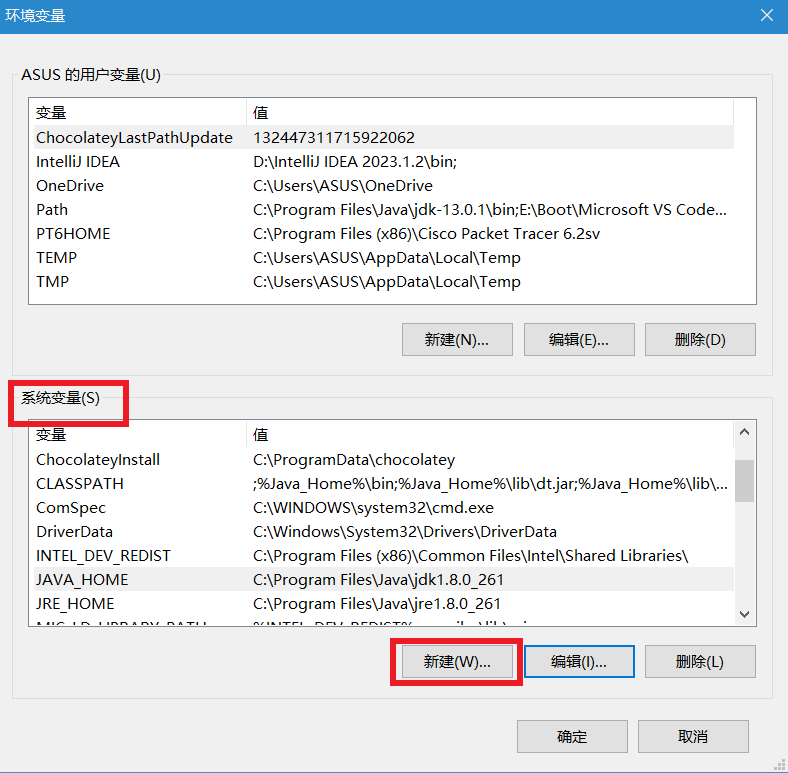 环境变量
ASUS 的用户变量(U)
变量 值
ChocolateyLastPathUpdate 132447311715922062
IntelliJ IDEA D:\IntelliJ IDEA 2023.1.2\bin;
OneDrive C:\Users\ASUS\OneDrive
Path C:\Program Files\Java\jdk-13.0.1\bin;E:\Boot\Microsoft VS Code...
PT6HOME C:\Program Files (x86)\Cisco Packet Tracer 6.2sv
TEMP C:\Users\ASUS\AppData\Local\Temp
TMP C:\Users\ASUS\AppData\Local\Temp
新建(N)... 编辑(E)... 删除(D)
系统变量(S)
变量 值
ChocolateyInstall C:\ProgramData\chocolatey
CLASSPATH ;%Java_Home%\bin;%Java_Home%\lib\dt.jar;%Java_Home%\lib\...
ComSpec C:\WINDOWS\system32\cmd.exe
DriverData C:\Windows\System32\Drivers\DriverData
INTEL_DEV_REDIST C:\Program Files (x86)\Common Files\Intel\Shared Libraries\
JAVA_HOME C:\Program Files\Java\jdk1.8.0_261
JRE_HOME C:\Program Files\Java\jre1.8.0_261
新建(W)... 编辑(I)... 删除(L)
确定 取消